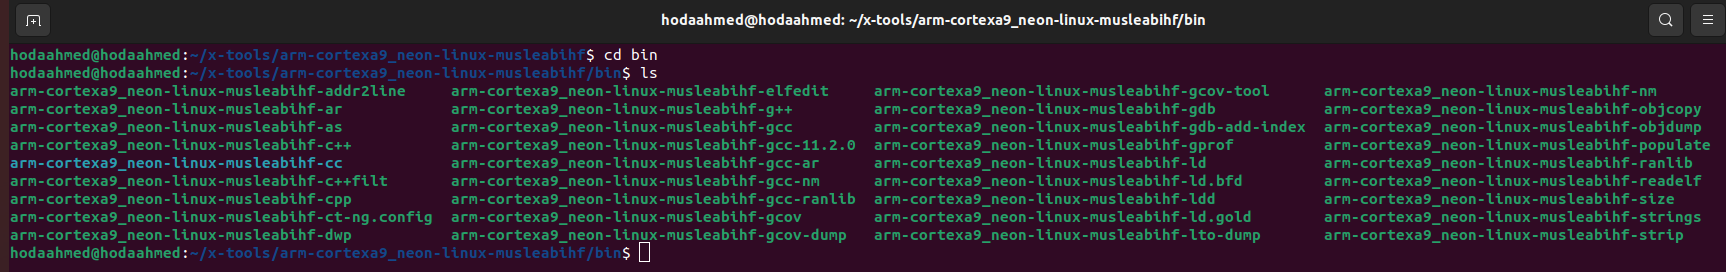 hodaahmed@hodaahmed: ~/x-tools/arm-cortexa9_neon-linux-musleabihf/bin
hodaahmed@hodaahmed:~/x-tools/arm-cortexa9_neon-linux-musleabihf$ cd bin
hodaahmed@hodaahmed:~/x-tools/arm-cortexa9_neon-linux-musleabihf/bin$ ls
arm-cortexa9_neon-linux-musleabihf-addr2line arm-cortexa9_neon-linux-musleabihf-elfedit arm-cortexa9_neon-linux-musleabihf-gcov-tool arm-cortexa9_neon-linux-musleabihf-nm
arm-cortexa9_neon-linux-musleabihf-ar arm-cortexa9_neon-linux-musleabihf-g++ arm-cortexa9_neon-linux-musleabihf-gdb arm-cortexa9_neon-linux-musleabihf-objcopy
arm-cortexa9_neon-linux-musleabihf-as arm-cortexa9_neon-linux-musleabihf-gcc arm-cortexa9_neon-linux-musleabihf-gdb-add-index arm-cortexa9_neon-linux-musleabihf-objdump
arm-cortexa9_neon-linux-musleabihf-c++ arm-cortexa9_neon-linux-musleabihf-gcc-11.2.0 arm-cortexa9_neon-linux-musleabihf-gprof arm-cortexa9_neon-linux-musleabihf-populate
arm-cortexa9_neon-linux-musleabihf-cc arm-cortexa9_neon-linux-musleabihf-gcc-ar arm-cortexa9_neon-linux-musleabihf-ld arm-cortexa9_neon-linux-musleabihf-ranlib
arm-cortexa9_neon-linux-musleabihf-c++filt arm-cortexa9_neon-linux-musleabihf-gcc-nm arm-cortexa9_neon-linux-musleabihf-ld.bfd arm-cortexa9_neon-linux-musleabihf-readelf
arm-cortexa9_neon-linux-musleabihf-cpp arm-cortexa9_neon-linux-musleabihf-gcc-ranlib arm-cortexa9_neon-linux-musleabihf-ldd arm-cortexa9_neon-linux-musleabihf-size
arm-cortexa9_neon-linux-musleabihf-ct-ng.config arm-cortexa9_neon-linux-musleabihf-gcov arm-cortexa9_neon-linux-musleabihf-ld.gold arm-cortexa9_neon-linux-musleabihf-strings
arm-cortexa9_neon-linux-musleabihf-dwp arm-cortexa9_neon-linux-musleabihf-gcov-dump arm-cortexa9_neon-linux-musleabihf-lto-dump arm-cortexa9_neon-linux-musleabihf-strip
hodaahmed@hodaahmed:~/x-tools/arm-cortexa9_neon-linux-musleabihf/bin$